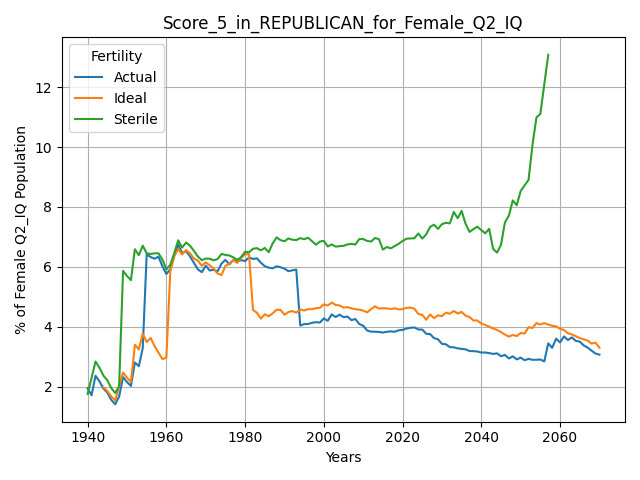 Score_5_in_REPUBLICAN_for_Female_Q2_IQ
Fertility
Actual
Ideal
Sterile
% of Female Q2_IQ Population
12
10
8
6
4
2
1940
1960
1980
2000
2020
2040
2060
Years